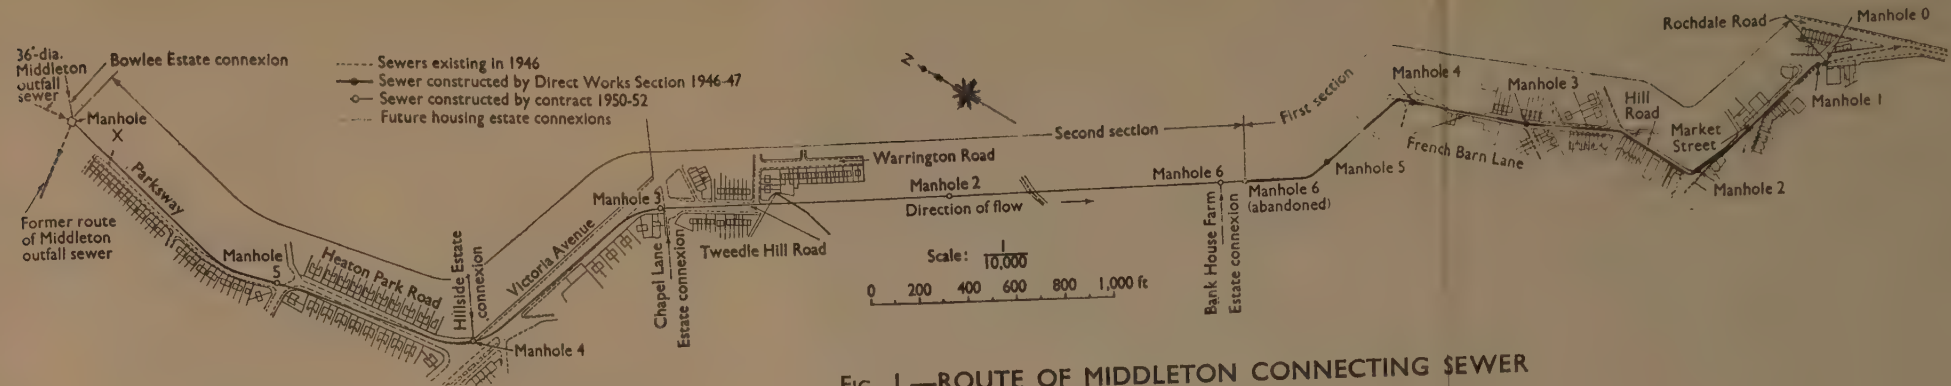 36"-dia.
Middleton
outfall
sewer
Bowlee Estate connexion
Manhole
X
Former route
of Middleton
outfall sewer
Parksway
Manhole
5
Heaton Park Road
Hillside Estate
connexion
Manhole 4
Victoria Avenue
Sewers existing in 1946
Sewer constructed by Direct Works Section 1946-47
Sewer constructed by contract 1950-52
Future housing estate connexions
Manhole 3
Chapel Lane
Estate connexion
Tweedle Hill Road
Warrington Road
N
Second section
First section
Manhole 2
Direction of flow
Scale: 1/10,000
0 200 400 600 800 1,000 ft
Manhole 6
Bank House Farm
Estate connexion
Manhole 6
(abandoned)
Manhole 5
Manhole 4
French Barn Lane
Manhole 3
Hill
Road
Market
Street
Manhole 2
Manhole 1
Rochdale Road
Manhole 0
FIG. 1.—ROUTE OF MIDDLETON CONNECTING SEWER